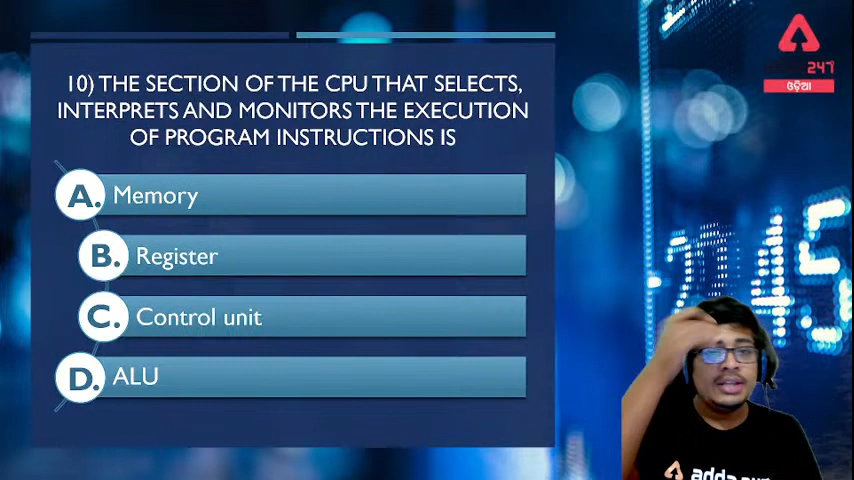 10) THE SECTION OF THE CPU THAT SELECTS,
INTERPRETS AND MONITORS THE EXECUTION
OF PROGRAM INSTRUCTIONS IS
A. Memory
B. Register
C. Control unit
D. ALU
247
ଓଡ଼ିଆ
45